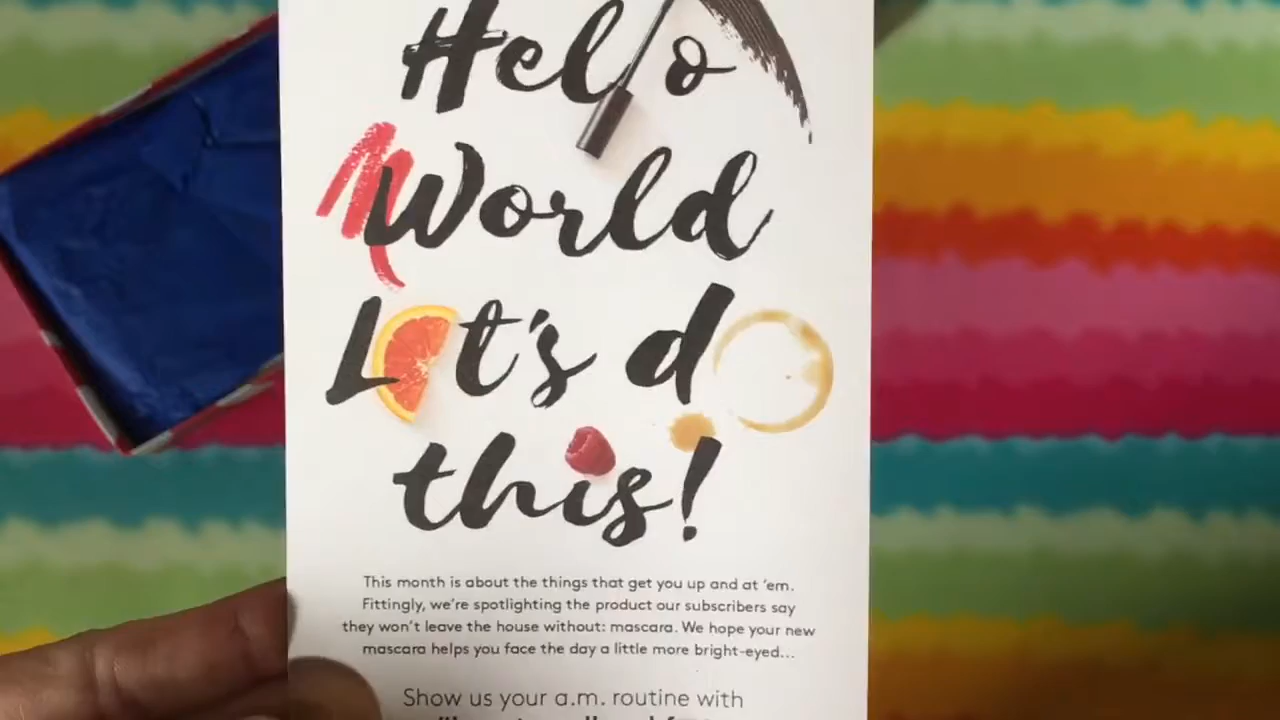 Hello
World
Let's do
this!
This month is about the things that get you up and at 'em.
Fittingly, we're spotlighting the product our subscribers say
they won't leave the house without: mascara. We hope your new
mascara helps you face the day a little more bright-eyed...
Show us your a.m. routine with